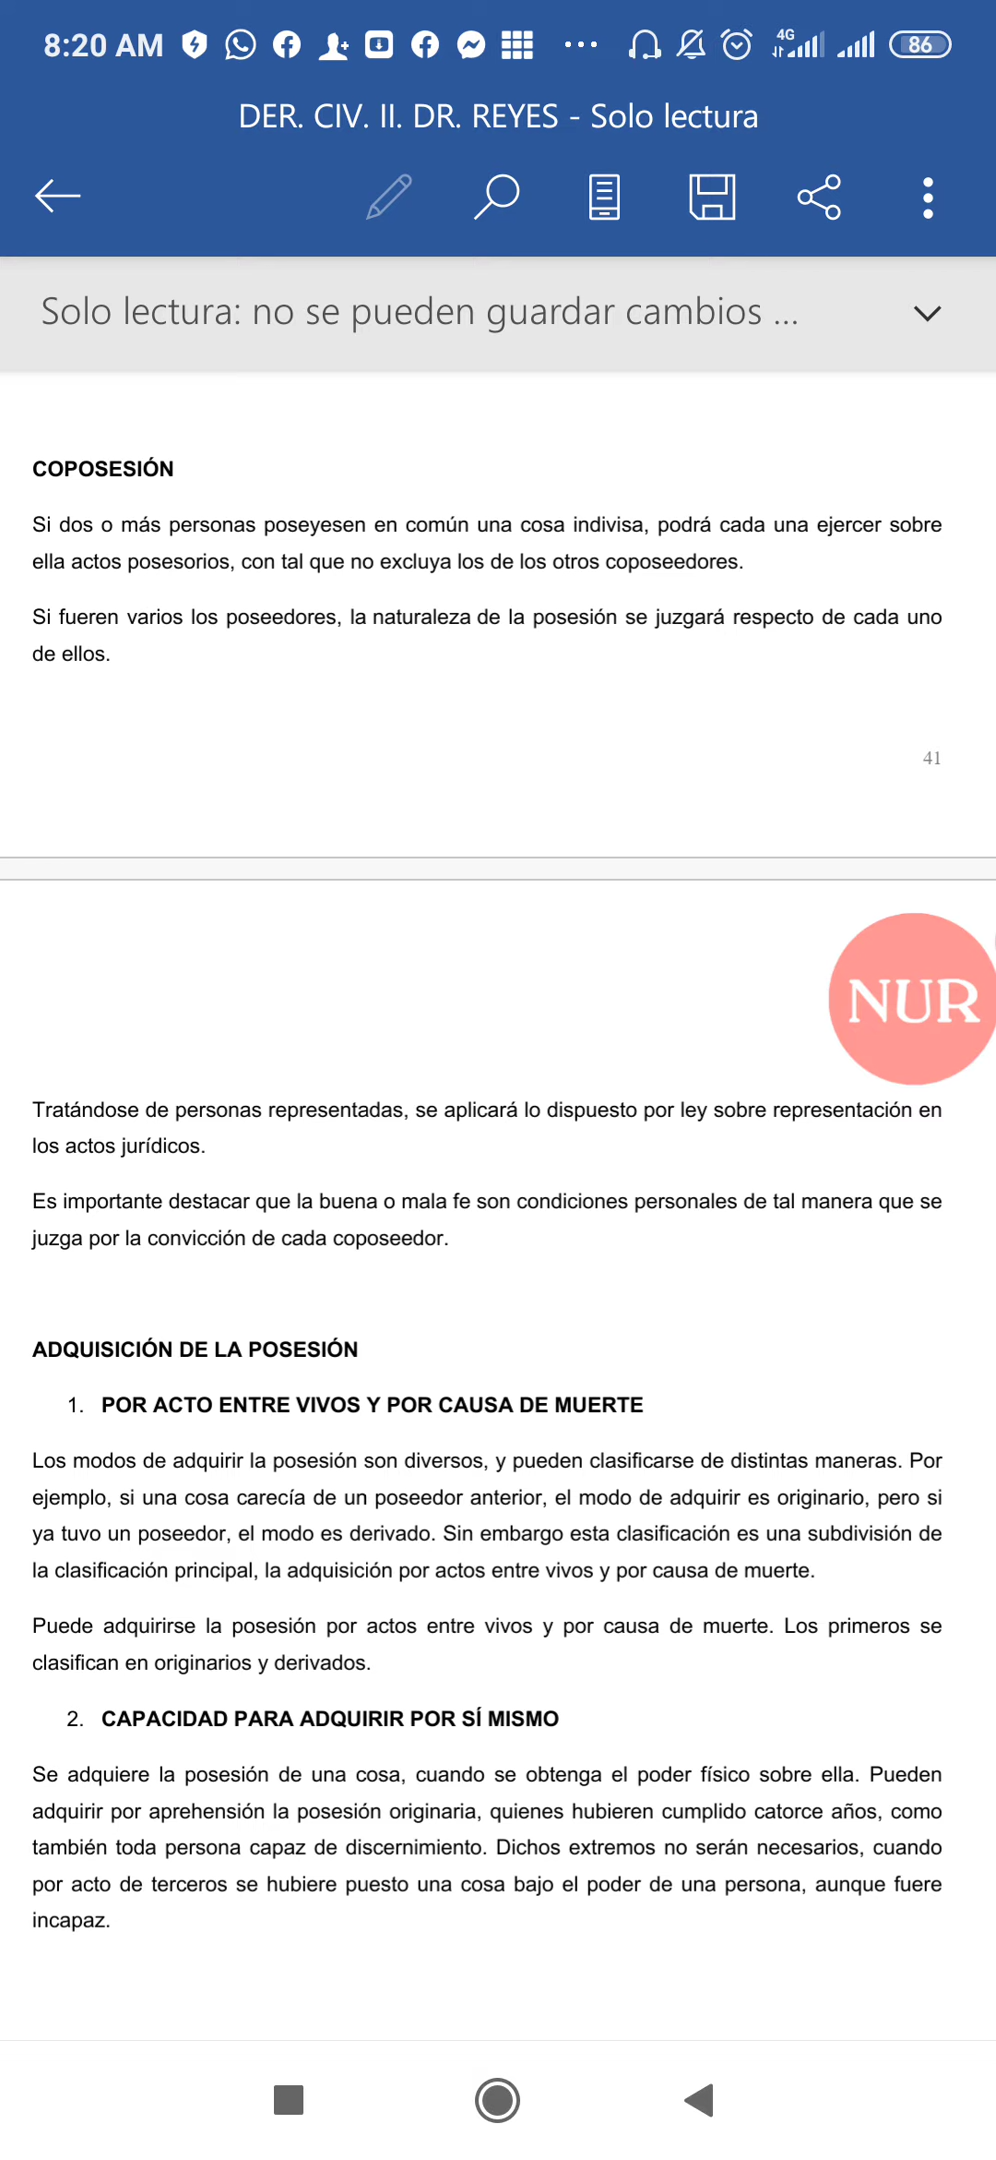 8:20 AM 4G 86
DER. CIV. II. DR. REYES - Solo lectura
Solo lectura: no se pueden guardar cambios ...
COPOSESIÓN
Si dos o más personas poseyesen en común una cosa indivisa, podrá cada una ejercer sobre
ella actos posesorios, con tal que no excluya los de los otros coposeedores.
Si fueren varios los poseedores, la naturaleza de la posesión se juzgará respecto de cada uno
de ellos.
41
NUR
Tratándose de personas representadas, se aplicará lo dispuesto por ley sobre representación en
los actos jurídicos.
Es importante destacar que la buena o mala fe son condiciones personales de tal manera que se
juzga por la convicción de cada coposeedor.
ADQUISICIÓN DE LA POSESIÓN
1. POR ACTO ENTRE VIVOS Y POR CAUSA DE MUERTE
Los modos de adquirir la posesión son diversos, y pueden clasificarse de distintas maneras. Por
ejemplo, si una cosa carecía de un poseedor anterior, el modo de adquirir es originario, pero si
ya tuvo un poseedor, el modo es derivado. Sin embargo esta clasificación es una subdivisión de
la clasificación principal, la adquisición por actos entre vivos y por causa de muerte.
Puede adquirirse la posesión por actos entre vivos y por causa de muerte. Los primeros se
clasifican en originarios y derivados.
2. CAPACIDAD PARA ADQUIRIR POR SÍ MISMO
Se adquiere la posesión de una cosa, cuando se obtenga el poder físico sobre ella. Pueden
adquirir por aprehensión la posesión originaria, quienes hubieren cumplido catorce años, como
también toda persona capaz de discernimiento. Dichos extremos no serán necesarios, cuando
por acto de terceros se hubiere puesto una cosa bajo el poder de una persona, aunque fuere
incapaz.